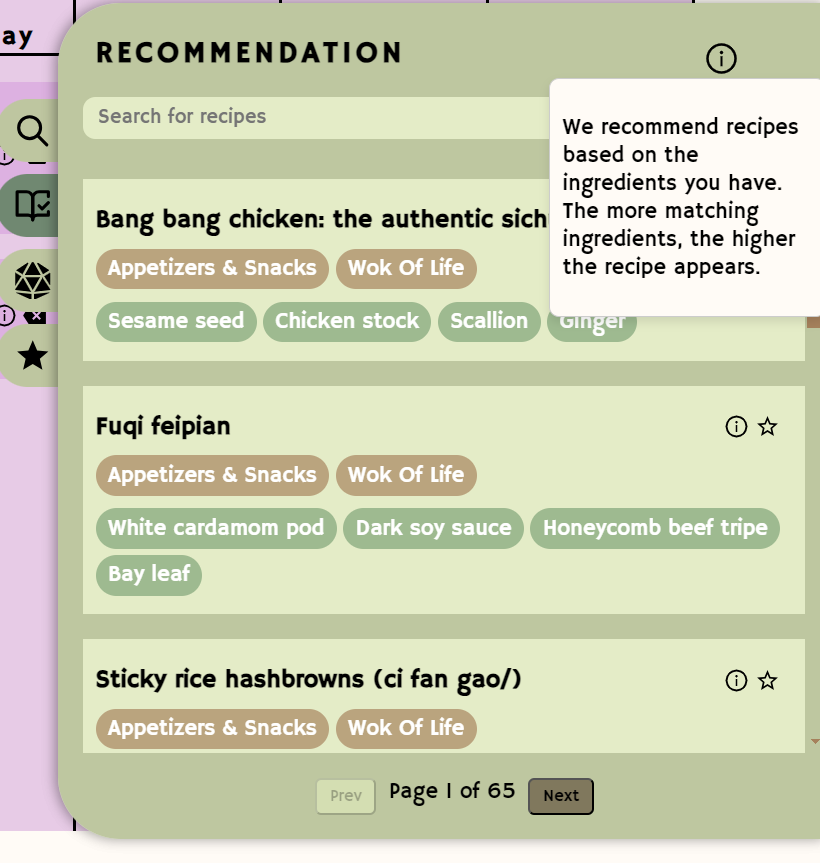 ay
RECOMMENDATION
Search for recipes
We recommend recipes
based on the
ingredients you have.
The more matching
ingredients, the higher
the recipe appears.
Bang bang chicken: the authentic sich
Appetizers & Snacks Wok Of Life
Sesame seed Chicken stock Scallion Ginger
Fuqi feipian
Appetizers & Snacks Wok Of Life
White cardamom pod Dark soy sauce Honeycomb beef tripe
Bay leaf
Sticky rice hashbrowns (ci fan gao/)
Appetizers & Snacks Wok Of Life
Prev Page 1 of 65 Next